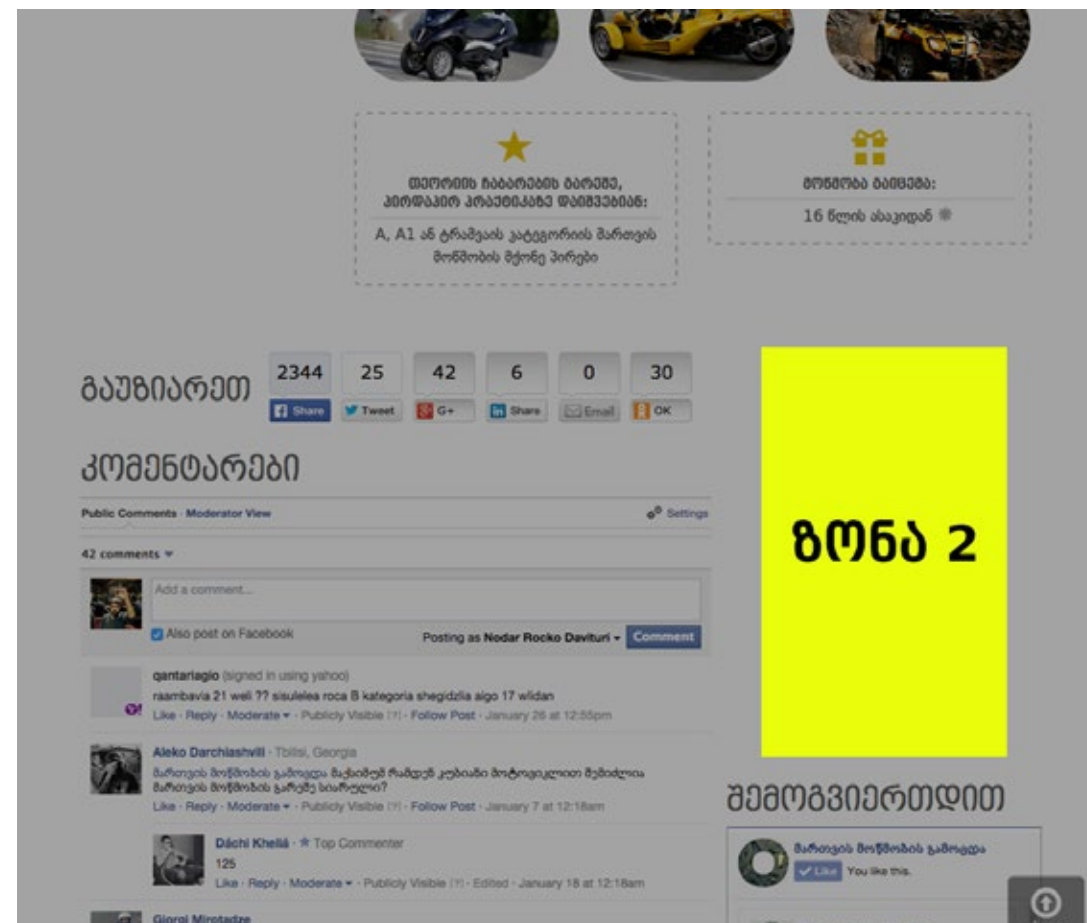 თეორიის ჩაბარების გარეშე,
პირდაპირ პრაქტიკაზე დაიშვებიან:
A, A1 ან ტრამვაის კატეგორიის მართვის
მოწმობის მქონე პირები
მოწმობა გაიცემა:
16 წლის ასაკიდან
გაუზიარეთ
2344 25 42 6 0 30
Share Tweet G+ Share Email OK
ზონა 2
კომენტარები
Public Comments · Moderator View
Settings
42 comments
Add a comment...
Also post on Facebook
Posting as Nodar Rocko Davituri
Comment
qantariagio (signed in using yahoo)
raambavia 21 weli ?? sisulelea roca B kategoria shegidzlia aigo 17 wlidan
Like · Reply · Moderate · Publicly Visible [?] · Follow Post · January 26 at 12:55pm
Aleko Darchiashvili · Tbilisi, Georgia
მართვის მოწმობის გამოცდა მაქსიმუმ რამდენ კუბიანი მოტოციკლით შემიძლია
მართვის მოწმობის გარეშე სიარული?
Like · Reply · Moderate · Publicly Visible [?] · Follow Post · January 7 at 12:18am
Dáchi Khellá · Top Commenter
125
Like · Reply · Moderate · Publicly Visible [?] · Edited · January 18 at 12:18am
Giorgi Mirotadze
შემოგვიერთდით
მართვის მოწმობის გამოცდა
Like You like this.